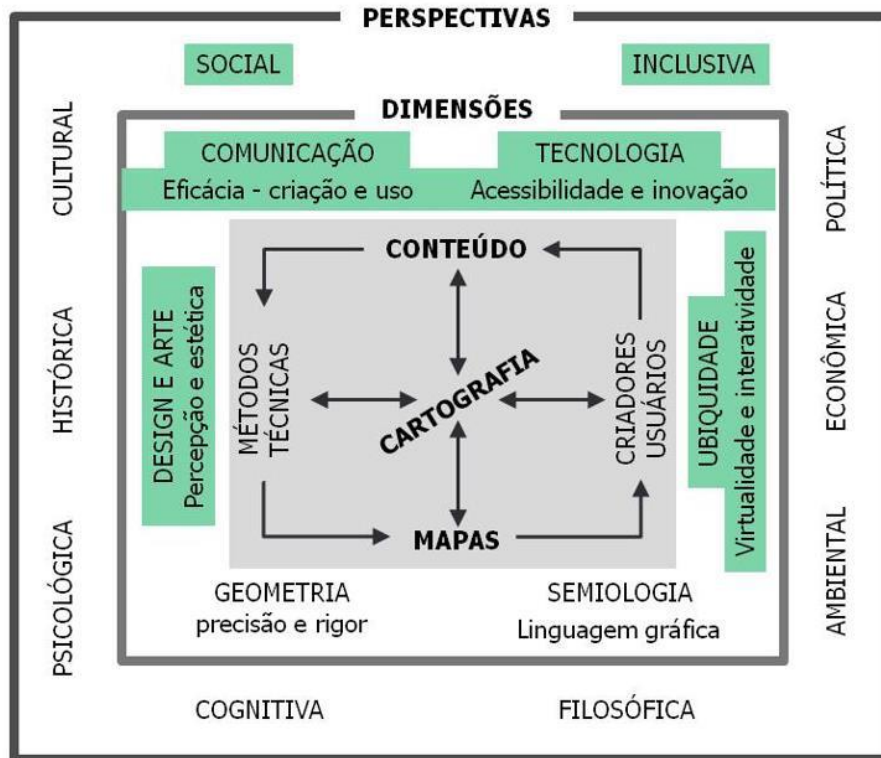 PERSPECTIVAS
SOCIAL
INCLUSIVA
DIMENSÕES
CULTURAL
COMUNICAÇÃO
TECNOLOGIA
POLÍTICA
Eficácia - criação e uso
Acessibilidade e inovação
CONTEÚDO
HISTÓRICA
DESIGN E ARTE
Percepção e estética
MÉTODOS
TÉCNICAS
CARTOGRAFIA
CRIADORES
USUÁRIOS
UBIQUIDADE
Virtualidade e interatividade
ECONÔMICA
MAPAS
PSICOLÓGICA
GEOMETRIA
precisão e rigor
SEMIOLOGIA
Linguagem gráfica
AMBIENTAL
COGNITIVA
FILOSÓFICA